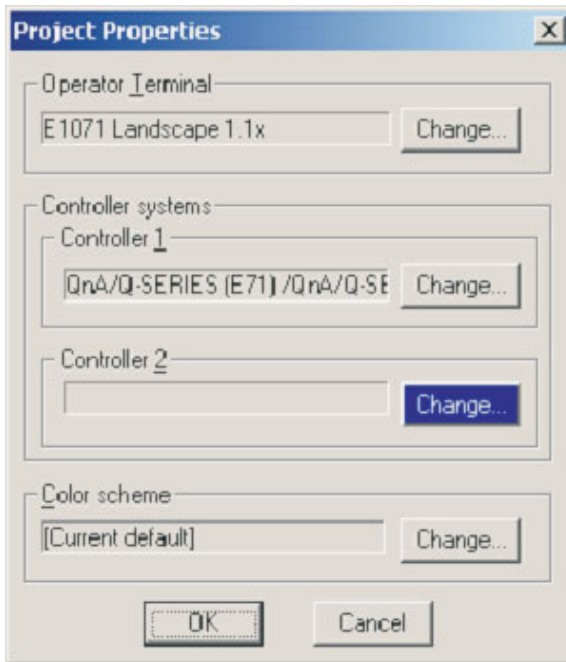 Project Properties
Operator Terminal
E1071 Landscape 1.1x
Change...
Controller systems
Controller 1
QnA/Q-SERIES (E71) /QnA/Q-SE
Change...
Controller 2
Change...
Color scheme
[Current default]
Change...
OK
Cancel